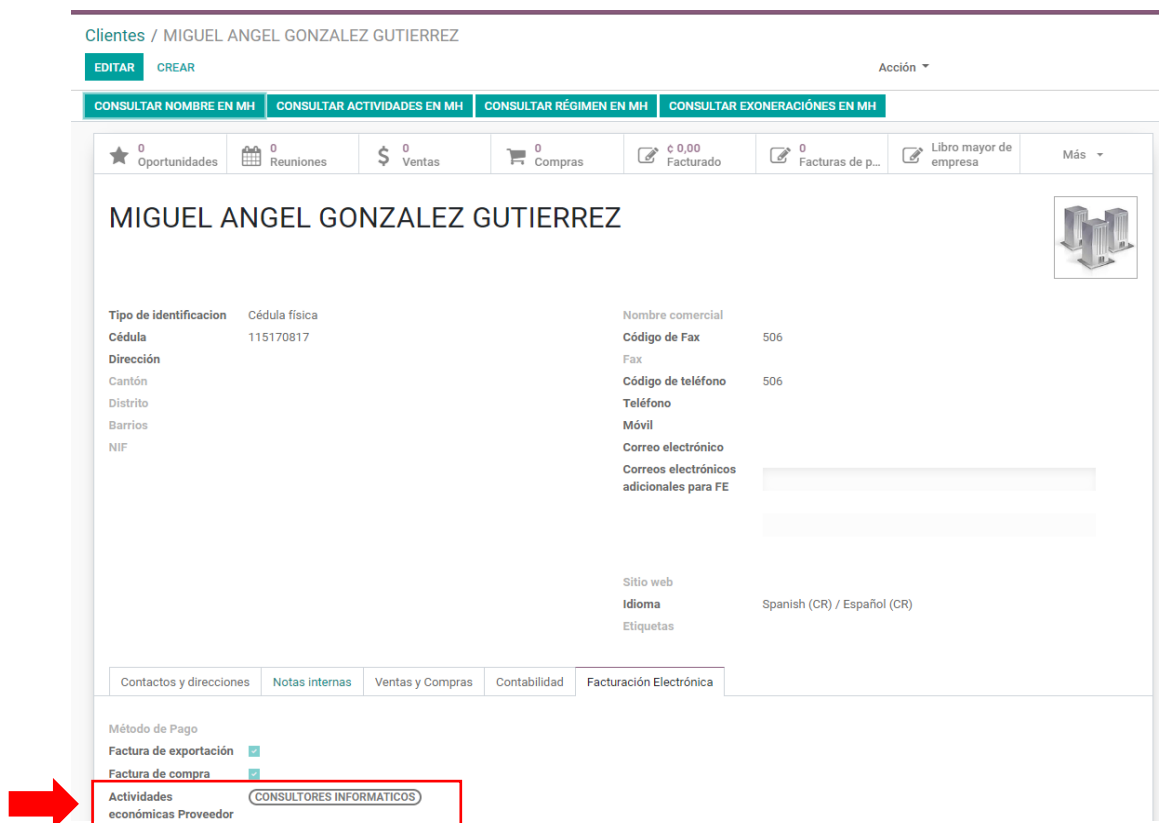 Clientes / MIGUEL ANGEL GONZALEZ GUTIERREZ
EDITAR CREAR Acción
CONSULTAR NOMBRE EN MH CONSULTAR ACTIVIDADES EN MH CONSULTAR RÉGIMEN EN MH CONSULTAR EXONERACIÓNES EN MH
0 Oportunidades
0 Reuniones
0 Ventas
0 Compras
¢ 0,00 Facturado
0 Facturas de p...
Libro mayor de empresa
Más
MIGUEL ANGEL GONZALEZ GUTIERREZ
Tipo de identificacion Cédula física
Cédula 115170817
Dirección
Cantón
Distrito
Barrios
NIF
Nombre comercial
Código de Fax 506
Fax
Código de teléfono 506
Teléfono
Móvil
Correo electrónico
Correos electrónicos
adicionales para FE
Sitio web
Idioma Spanish (CR) / Español (CR)
Etiquetas
Contactos y direcciones Notas internas Ventas y Compras Contabilidad Facturación Electrónica
Método de Pago
Factura de exportación
Factura de compra
Actividades CONSULTORES INFORMATICOS
económicas Proveedor